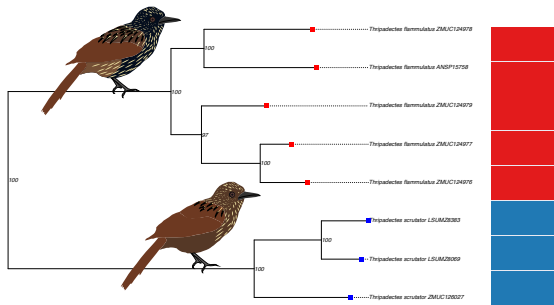 Thripadectes flammulatus ZMUC124978
100
Thripadectes flammulatus ANSP15758
100
Thripadectes flammulatus ZMUC124979
97
Thripadectes flammulatus ZMUC124977
100
100
Thripadectes flammulatus ZMUC124976
Thripadectes scrutator LSUMZ8383
100
Thripadectes scrutator LSUMZ8069
100
Thripadectes scrutator ZMUC126027